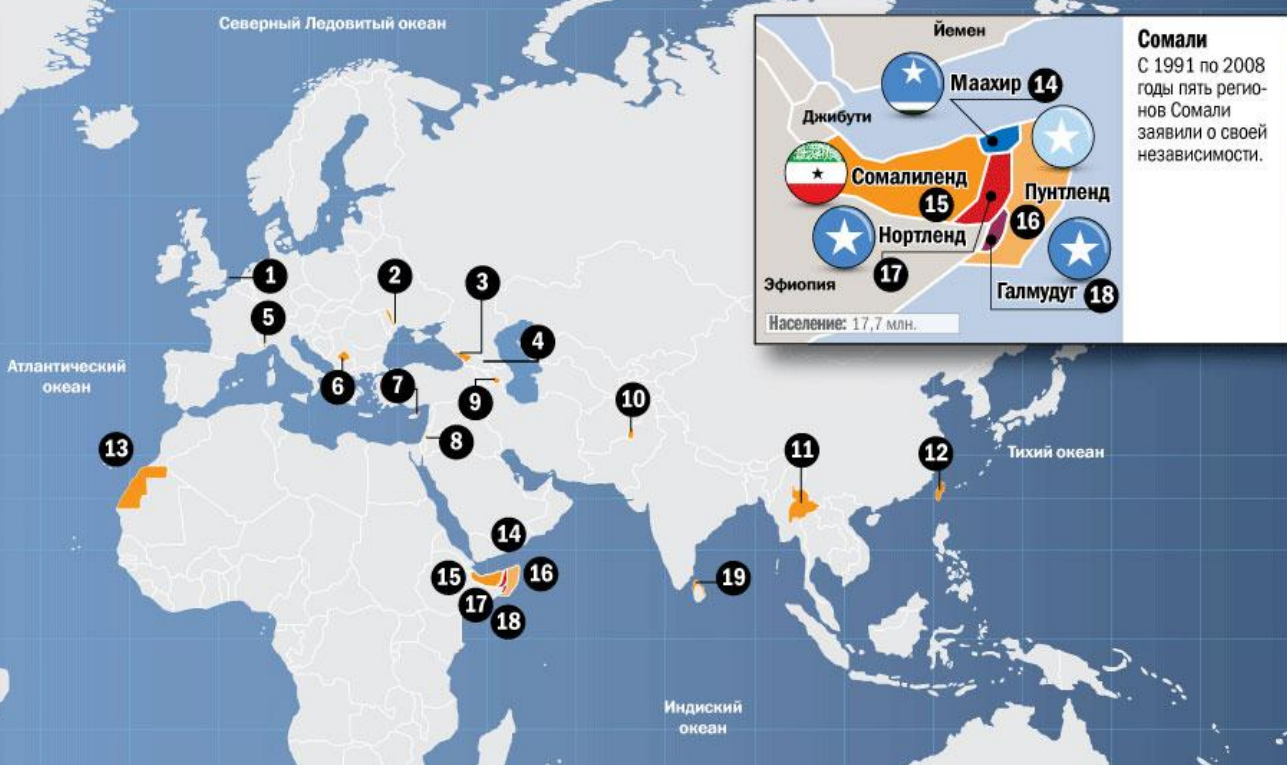 Северный Ледовитый океан
Йемен
Маахир 14
Джибути
Сомалиленд
15
Пунтленд
16
Нортленд
17
Эфиопия
Галмудуг 18
Население: 17,7 млн.
Сомали
С 1991 по 2008
годы пять регио-
нов Сомали
заявили о своей
независимости.
1
2
3
5
4
Атлантический
океан
6
7
9
10
8
13
11
12
Тихий океан
14
15
16
17
18
19
Индиский
океан